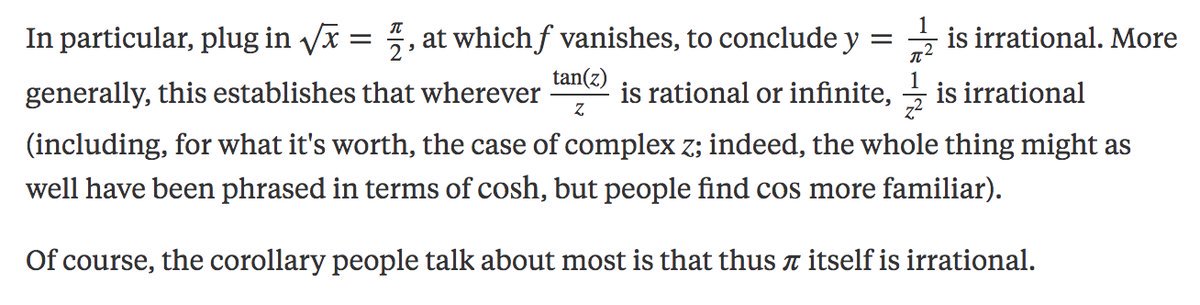 In particular, plug in √x = π/2, at which f vanishes, to conclude y = 1/π² is irrational. More
generally, this establishes that wherever tan(z)/z is rational or infinite, 1/z² is irrational
(including, for what it's worth, the case of complex z; indeed, the whole thing might as
well have been phrased in terms of cosh, but people find cos more familiar).
Of course, the corollary people talk about most is that thus π itself is irrational.